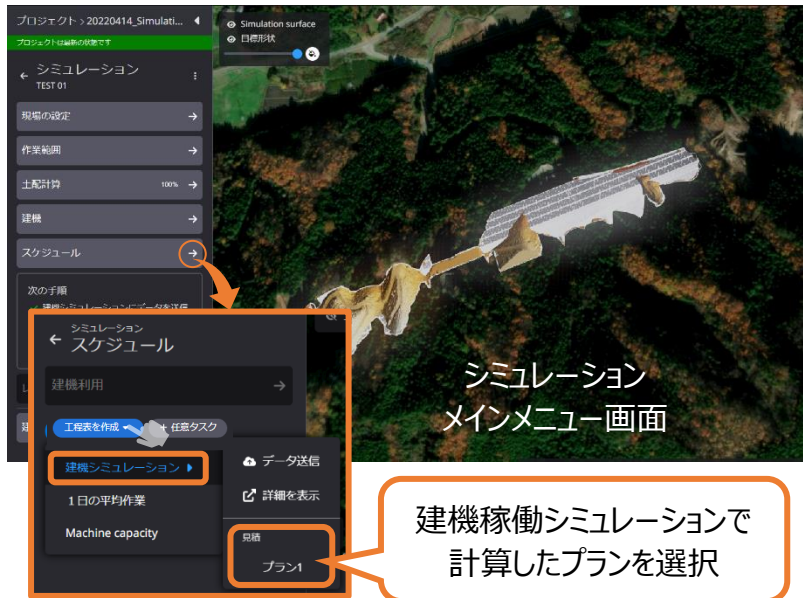 プロジェクト > 20220414_Simulati...
プロジェクトは最新の状態です
シミュレーション
TEST 01
現場の設定
作業範囲
土配計算 100%
建機
スケジュール
次の手順
Simulation surface
目標形状
シミュレーション
スケジュール
建機利用
工程表を作成
+ 任意タスク
建機シミュレーション
1日の平均作業
Machine capacity
データ送信
詳細を表示
見積
プラン1
シミュレーション
メインメニュー画面
建機稼働シミュレーションで
計算したプランを選択